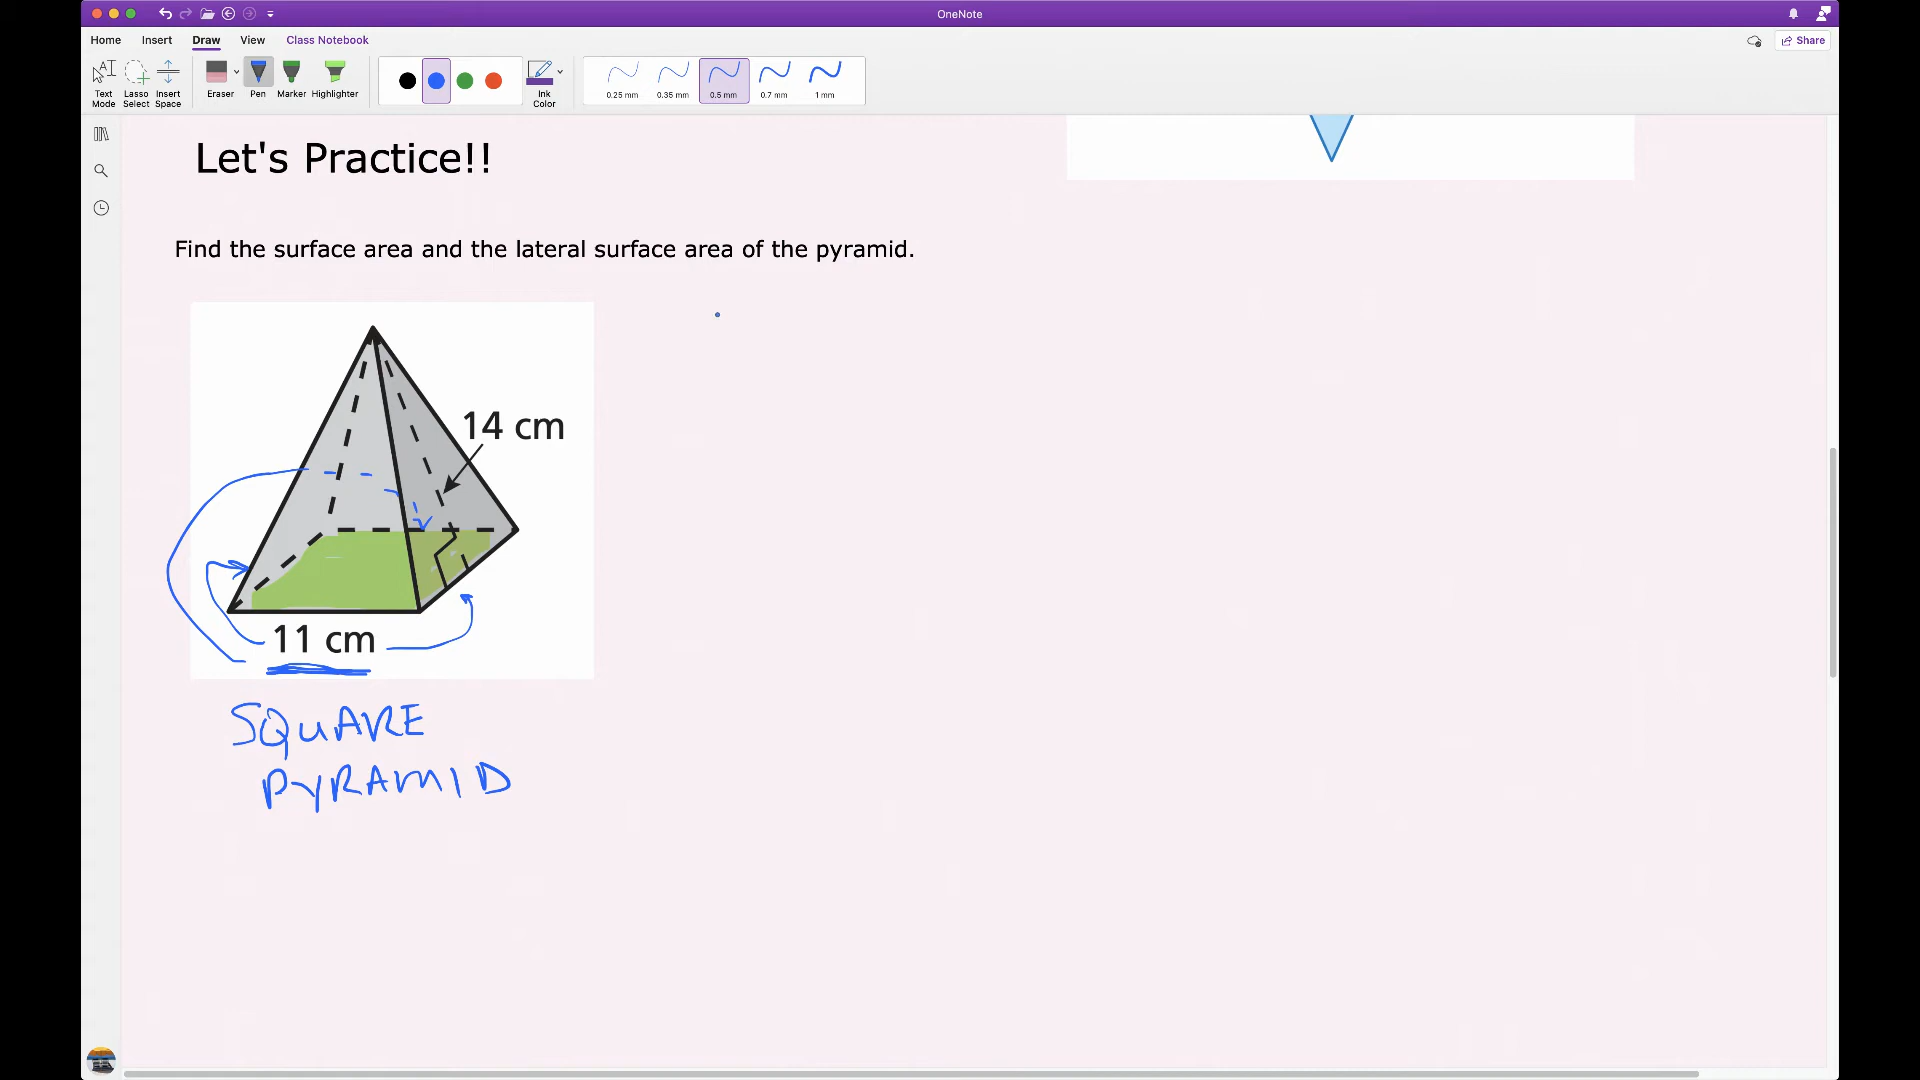 OneNote
Home Insert Draw View Class Notebook
Share
Text Mode
Lasso Select
Insert Space
Eraser
Pen
Marker
Highlighter
Ink Color
0.25 mm 0.35 mm 0.5 mm 0.7 mm 1 mm
Let's Practice!!
Find the surface area and the lateral surface area of the pyramid.
14 cm
11 cm
SQUARE
PYRAMID